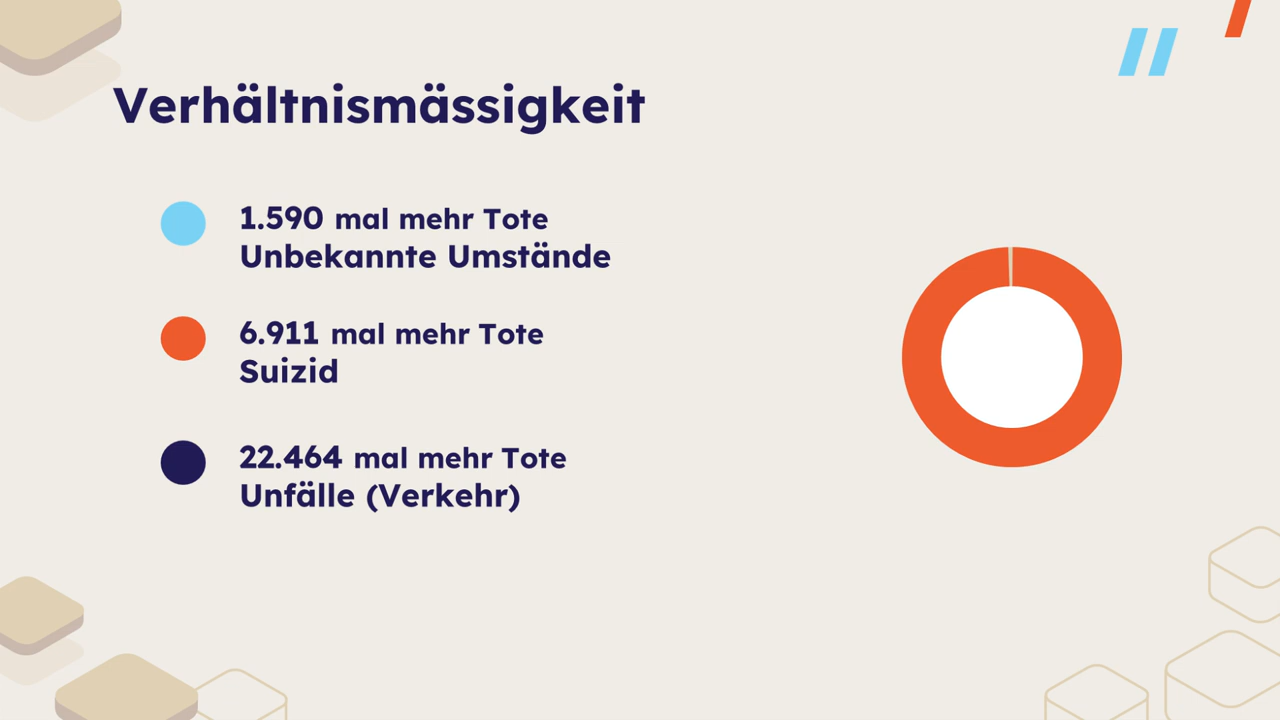 Verhältnismässigkeit
1.590 mal mehr Tote
Unbekannte Umstände
6.911 mal mehr Tote
Suizid
22.464 mal mehr Tote
Unfälle (Verkehr)